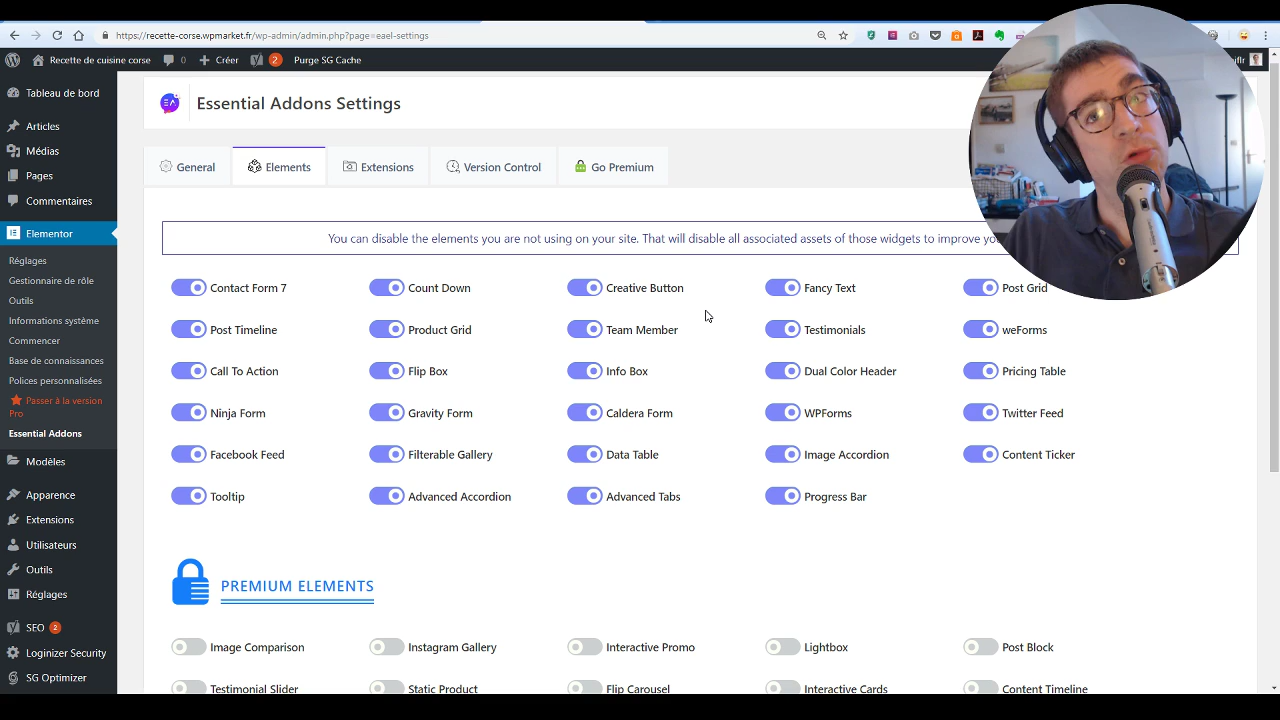 https://recette-corse.wpmarket.fr/wp-admin/admin.php?page=eael-settings
Recette de cuisine corse
0
Créer
2
Purge SG Cache
Tableau de bord
Articles
Médias
Pages
Commentaires
Elementor
Réglages
Gestionnaire de rôle
Outils
Informations système
Commencer
Base de connaissances
Polices personnalisées
Passer à la version
Pro
Essential Addons
Modèles
Apparence
Extensions
Utilisateurs
Outils
Réglages
SEO 2
Loginizer Security
SG Optimizer
EA Essential Addons Settings
General Elements Extensions Version Control Go Premium
You can disable the elements you are not using on your site. That will disable all associated assets of those widgets to improve
Contact Form 7 Count Down Creative Button Fancy Text Post Grid
Post Timeline Product Grid Team Member Testimonials weForms
Call To Action Flip Box Info Box Dual Color Header Pricing Table
Ninja Form Gravity Form Caldera Form WPForms Twitter Feed
Facebook Feed Filterable Gallery Data Table Image Accordion Content Ticker
Tooltip Advanced Accordion Advanced Tabs Progress Bar
PREMIUM ELEMENTS
Image Comparison Instagram Gallery Interactive Promo Lightbox Post Block
Testimonial Slider Static Product Flip Carousel Interactive Cards Content Timeline